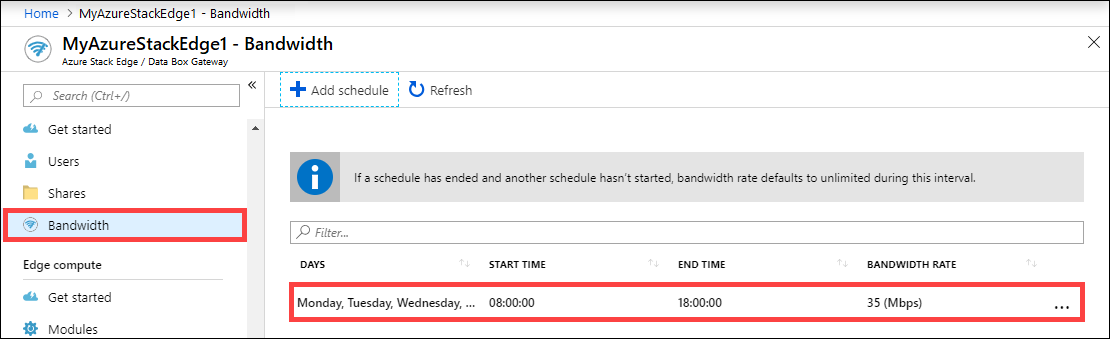 Home > MyAzureStackEdge1 - Bandwidth
MyAzureStackEdge1 - Bandwidth
Azure Stack Edge / Data Box Gateway
Search (Ctrl+/)
Get started
Users
Shares
Bandwidth
Edge compute
Get started
Modules
Add schedule Refresh
If a schedule has ended and another schedule hasn't started, bandwidth rate defaults to unlimited during this interval.
Filter...
DAYS START TIME END TIME BANDWIDTH RATE
Monday, Tuesday, Wednesday, ... 08:00:00 18:00:00 35 (Mbps) ...